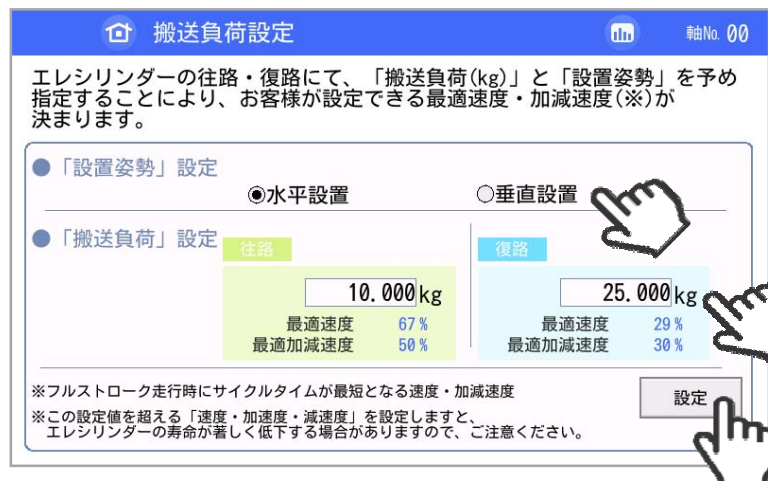 搬送負荷設定
軸No. 00
エレシリンダーの往路・復路にて、「搬送負荷(kg)」と「設置姿勢」を予め
指定することにより、お客様が設定できる最適速度・加減速度(※)が
決まります。
●「設置姿勢」設定
◉水平設置 ○垂直設置
●「搬送負荷」設定
往路
10.000 kg
最適速度 67 %
最適加減速度 50 %
復路
25.000 kg
最適速度 29 %
最適加減速度 30 %
※フルストローク走行時にサイクルタイムが最短となる速度・加減速度
※この設定値を超える「速度・加速度・減速度」を設定しますと、
エレシリンダーの寿命が著しく低下する場合がありますので、ご注意ください。
設定